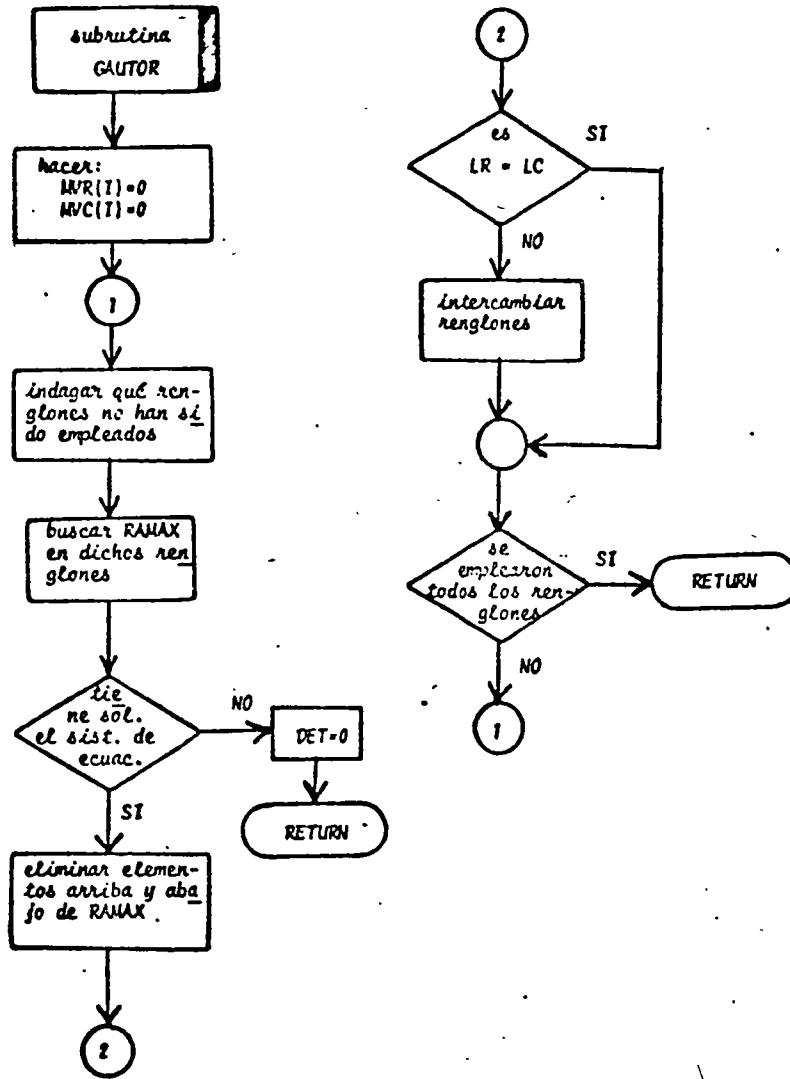 subrutina
GAUTOR
hacer:
MVR(I)=0
MVC(I)=0
1
indagar qué ren-
glones no han si
do empleados
buscar RAMAX
en dichos ren
glones
tie
ne sol.
el sist. de
ecuac.
NO
DET=0
RETURN
SI
eliminar elemen-
tos arriba y aba
jo de RAMAX.
2
2
es
LR = LC
SI
NO
intercambiar
renglones
se
emplearon
todos los ren-
glones
SI
RETURN
NO
1